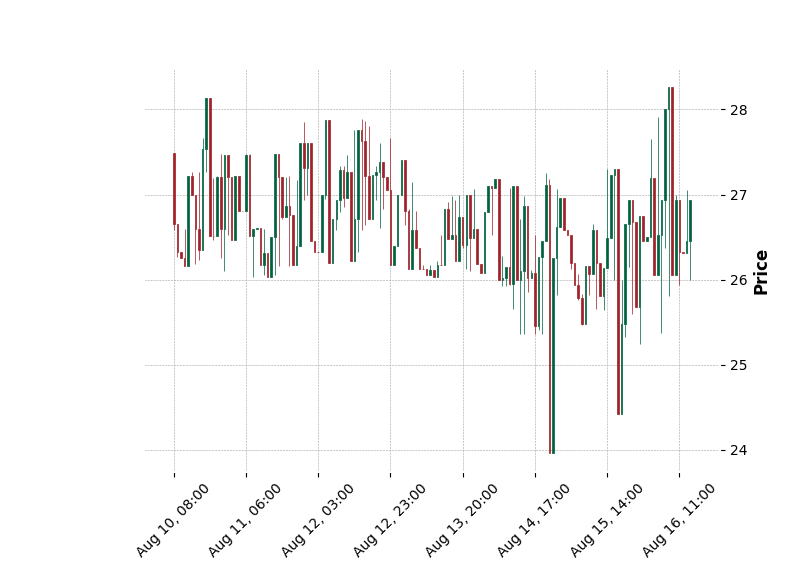 28
27
26
25
24
Price
Aug 10, 08:00
Aug 11, 06:00
Aug 12, 03:00
Aug 12, 23:00
Aug 13, 20:00
Aug 14, 17:00
Aug 15, 14:00
Aug 16, 11:00